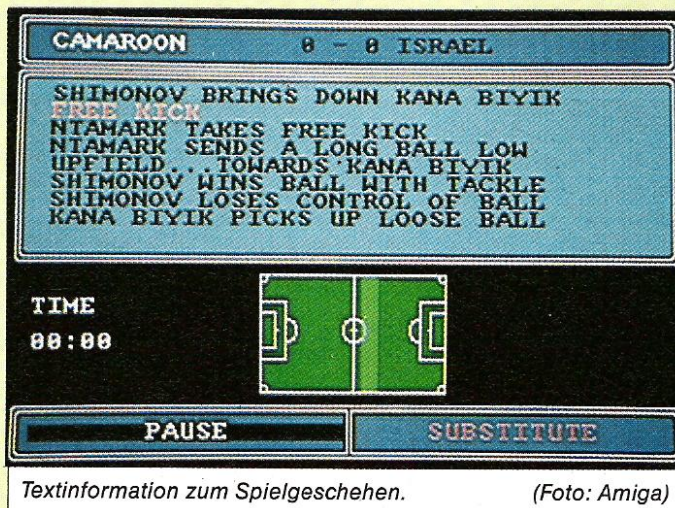 CAMAROON 0 - 0 ISRAEL
SHIMONOV BRINGS DOWN KANA BIYIK
FREE KICK
NTAMARK TAKES FREE KICK
NTAMARK SENDS A LONG BALL LOW
UPFIELD...TOWARDS KANA BIYIK
SHIMONOV WINS BALL WITH TACKLE
SHIMONOV LOSES CONTROL OF BALL
KANA BIYIK PICKS UP LOOSE BALL
TIME
00:00
PAUSE SUBSTITUTE
Textinformation zum Spielgeschehen. (Foto: Amiga)